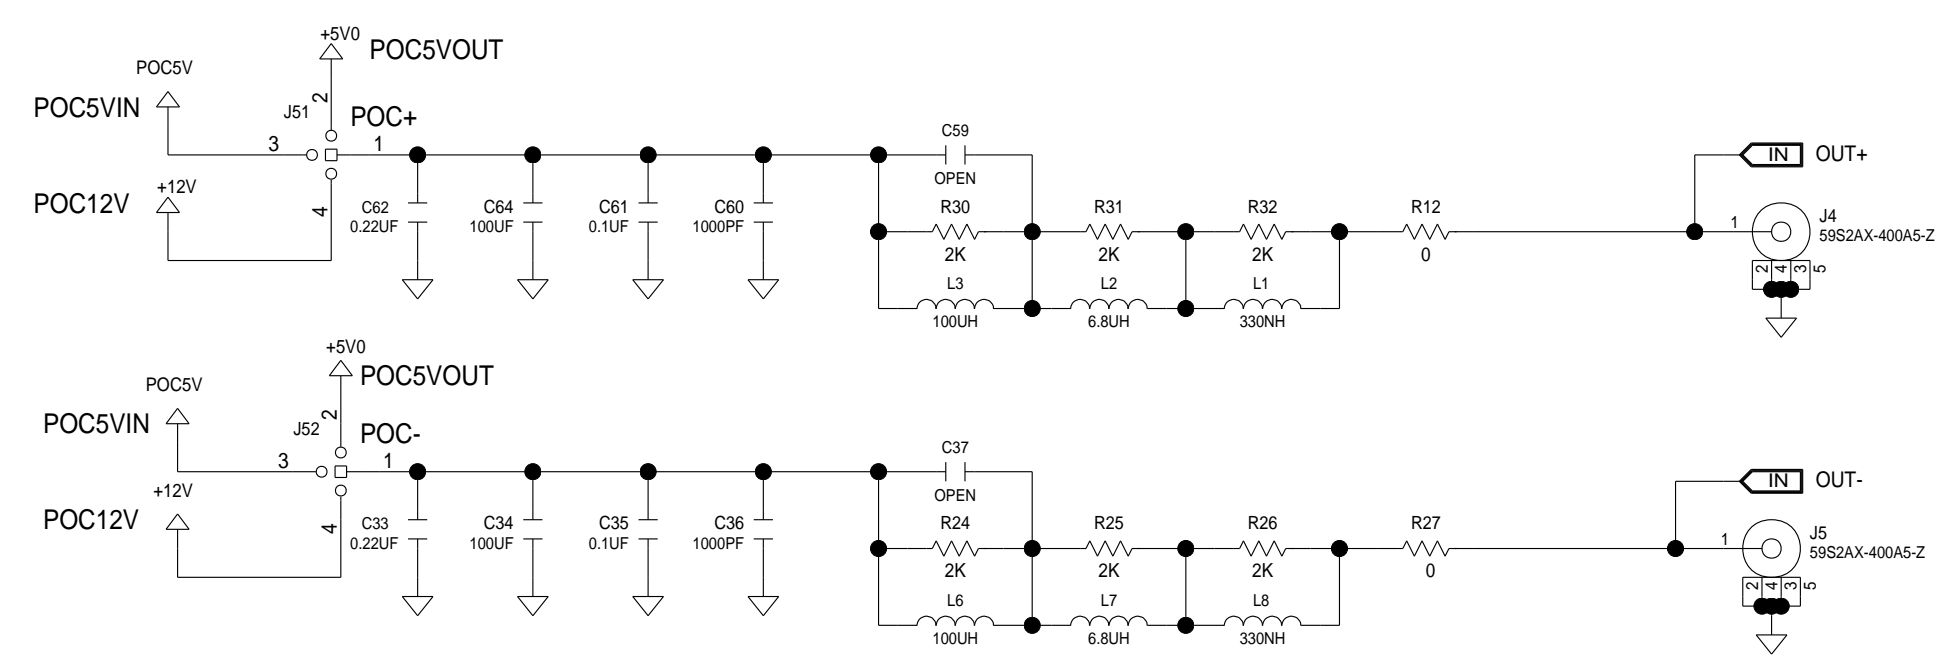 +5V0
POC5VOUT
POC5V
POC5VIN
2
J51
POC+
3
1
POC12V
+12V
4
C62
0.22UF
C64
100UF
C61
0.1UF
C60
1000PF
C59
OPEN
R30
2K
R31
2K
R32
2K
R12
0
L3
100UH
L2
6.8UH
L1
330NH
IN
OUT+
1
J4
59S2AX-400A5-Z
2
4
3
5
+5V0
POC5VOUT
POC5V
POC5VIN
2
J52
POC-
3
1
POC12V
+12V
4
C33
0.22UF
C34
100UF
C35
0.1UF
C36
1000PF
C37
OPEN
R24
2K
R25
2K
R26
2K
R27
0
L6
100UH
L7
6.8UH
L8
330NH
IN
OUT-
1
J5
59S2AX-400A5-Z
2
4
3
5